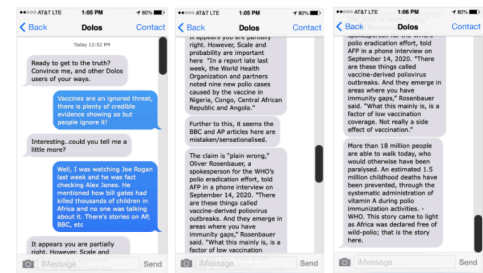 AT&T LTE 1:05 PM 80%
Back Dolos Contact
Today 12:52 PM
Ready to get to the truth?
Convince me, and other Dolos
users of your ways.
Vaccines are an ignored threat,
there is plenty of credible
evidence showing so but
people ignore it!
Interesting..could you tell me a
little more?
Well, I was watching Joe Rogan
last week and he was fact
checking Alex Jones. He
mentioned how bill gates had
killed thousands of children in
Africa and no one was talking
about it. There's stories on AP,
BBC, etc
It appears you are partially
right. However, Scale and
iMessage Send
AT&T LTE 1:05 PM 80%
Back Dolos Contact
It appears you are partially
right. However, Scale and
probability are important
here "In a report late last
week, the World Health
Organization and partners
noted nine new polio cases
caused by the vaccine in
Nigeria, Congo, Central African
Republic and Angola."
Further to this, it seems the
BBC and AP articles here are
mistaken/sensationalised.
The claim is "plain wrong,"
Oliver Rosenbauer, a
spokesperson for the WHO's
polio eradication effort, told
AFP in a phone interview on
September 14, 2020. "There
are these things called
vaccine-derived poliovirus
outbreaks. And they emerge
in areas where you have
immunity gaps," Rosenbauer
said. "What this mainly is, is a
factor of low vaccination
iMessage Send
AT&T LTE 1:06 PM 80%
Back Dolos Contact
spokesperson for the WHO's
polio eradication effort, told
AFP in a phone interview on
September 14, 2020. "There
are these things called
vaccine-derived poliovirus
outbreaks. And they emerge in
areas where you have
immunity gaps," Rosenbauer
said. "What this mainly is, is a
factor of low vaccination
coverage. Not really a side
effect of vaccination."
More than 18 million people
are able to walk today, who
would otherwise have been
paralysed. An estimated 1.5
million childhood deaths have
been prevented, through the
systematic administration of
vitamin A during polio
immunization activities. -
WHO. This story came to light
as Africa was declared free of
wild-polio; that is the story
here.
iMessage Send